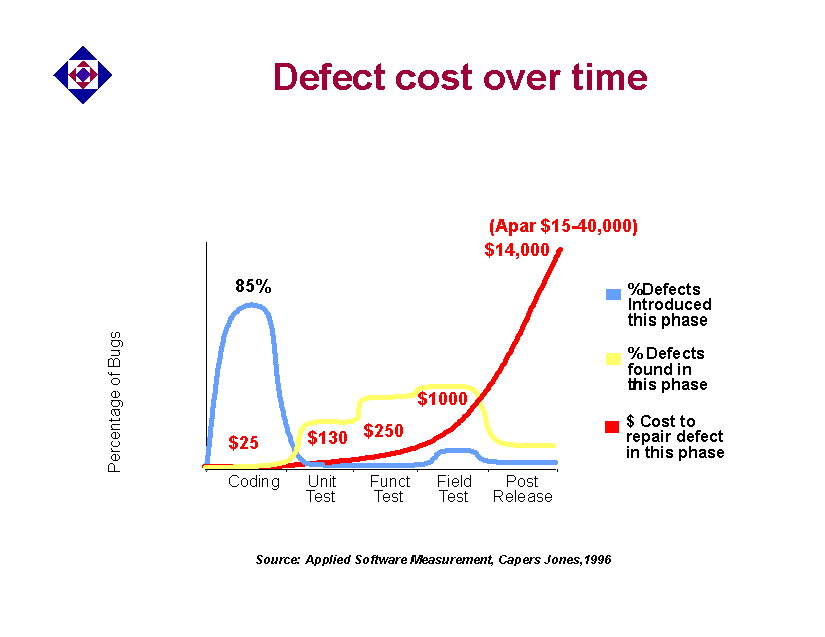 Defect cost over time
(Apar $15-40,000)
$14,000
85%
%Defects
Introduced
this phase
% Defects
found in
this phase
$ Cost to
repair defect
in this phase
Percentage of Bugs
$1000
$250
$130
$25
Coding
Unit
Test
Funct
Test
Field
Test
Post
Release
Source: Applied Software Measurement, Capers Jones,1996